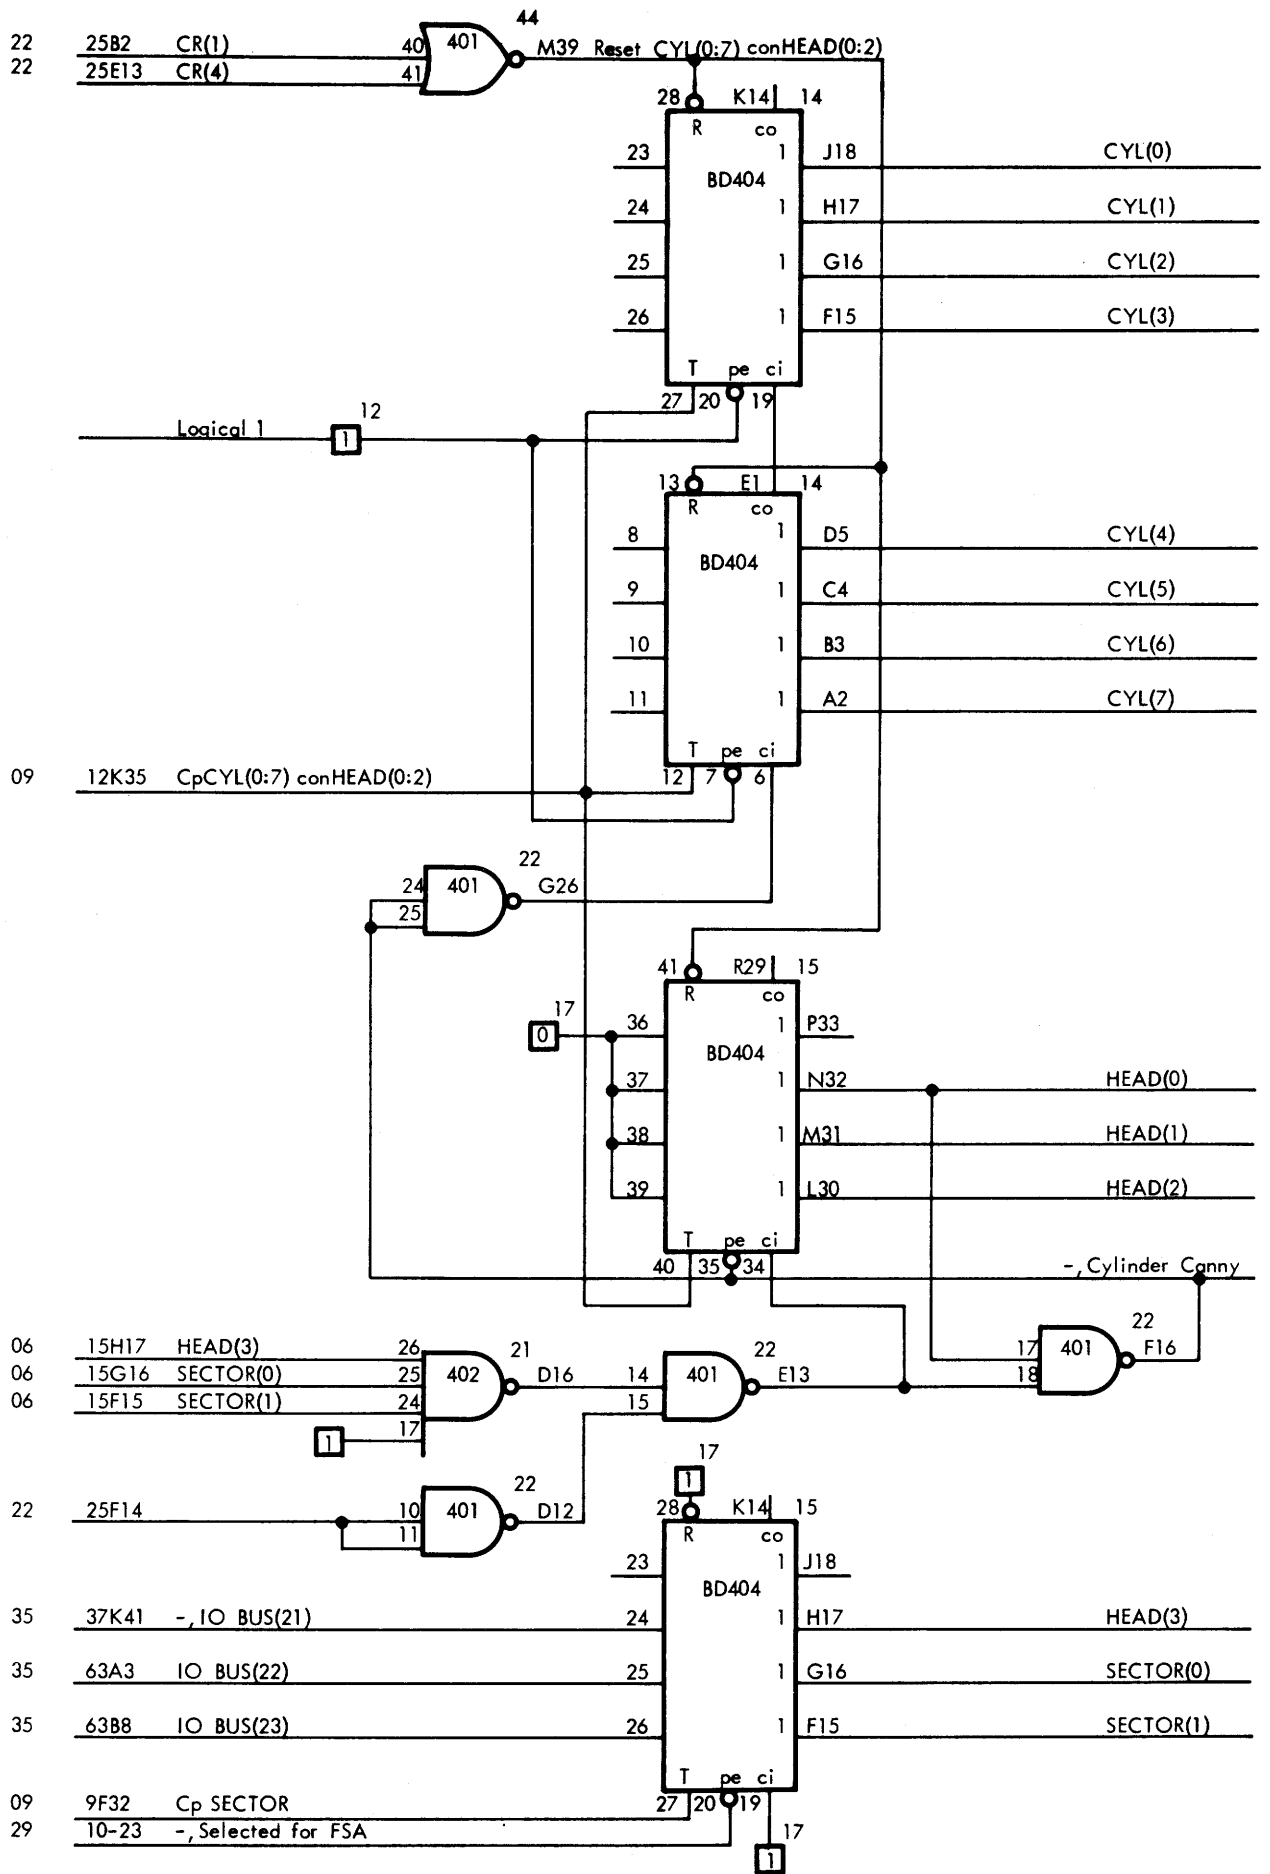 44
22 25B2 CR(1) 40 401 M39 Reset CYL(0:7) conHEAD(0:2)
22 25E13 CR(4) 41
28 K14 14
R co
23 1 J18 CYL(0)
BD404
24 1 H17 CYL(1)
25 1 G16 CYL(2)
26 1 F15 CYL(3)
T pe ci
27 20 19
12
Logical 1 1
13 E1 14
R co
8 1 D5 CYL(4)
BD404
9 1 C4 CYL(5)
10 1 B3 CYL(6)
11 1 A2 CYL(7)
T pe ci
09 12K35 CpCYL(0:7) conHEAD(0:2) 12 7 6
22
24 401 G26
25
41 R29 15
R co
17
0 36 1 P33
BD404
37 1 N32 HEAD(0)
38 1 M31 HEAD(1)
39 1 L30 HEAD(2)
T pe ci
40 35 34 -,Cylinder Canny
22
06 15H17 HEAD(3) 26 21 22 17 401 F16
06 15G16 SECTOR(0) 25 402 D16 14 401 E13 18
06 15F15 SECTOR(1) 24 15
1 17
17
1
22
22 25F14 10 401 D12 28 K14 15
11 R co
23 1 J18
BD404
35 37K41 -,IO BUS(21) 24 1 H17 HEAD(3)
35 63A3 IO BUS(22) 25 1 G16 SECTOR(0)
35 63B8 IO BUS(23) 26 1 F15 SECTOR(1)
T pe ci
09 9F32 Cp SECTOR 27 20 19
29 10-23 -,Selected for FSA 17
1